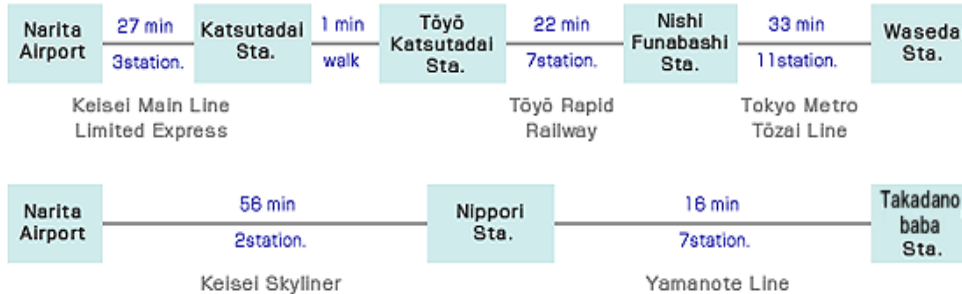 Narita
Airport
27 min
3station.
Katsutadai
Sta.
1 min
walk
Tōyō
Katsutadai
Sta.
22 min
7station.
Nishi
Funabashi
Sta.
33 min
11station.
Waseda
Sta.
Keisei Main Line
Limited Express
Tōyō Rapid
Railway
Tokyo Metro
Tōzai Line
Narita
Airport
56 min
2station.
Nippori
Sta.
16 min
7station.
Takadano
baba
Sta.
Keisei Skyliner
Yamanote Line